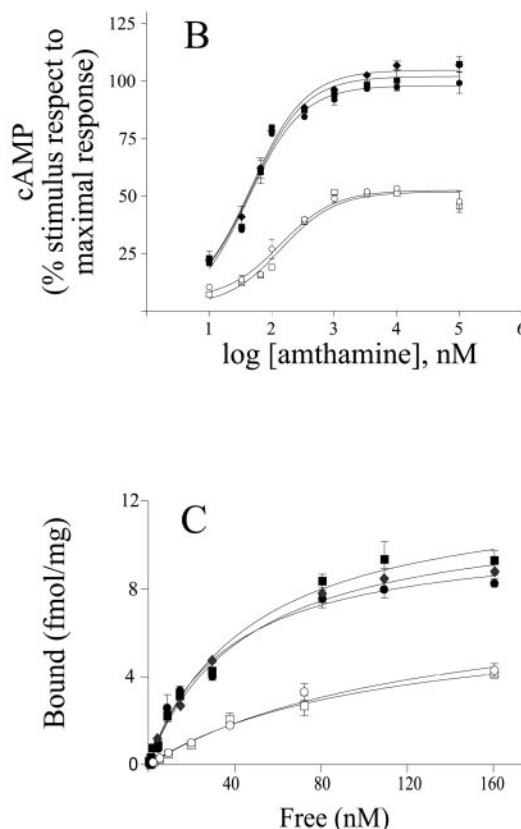 B
cAMP
(% stimulus respect to
maximal response)
125
100
75
50
25
1 2 3 4 5 6
log [amthamine], nM
C
Bound (fmol/mg)
12
8
4
0
40 80 120 160
Free (nM)